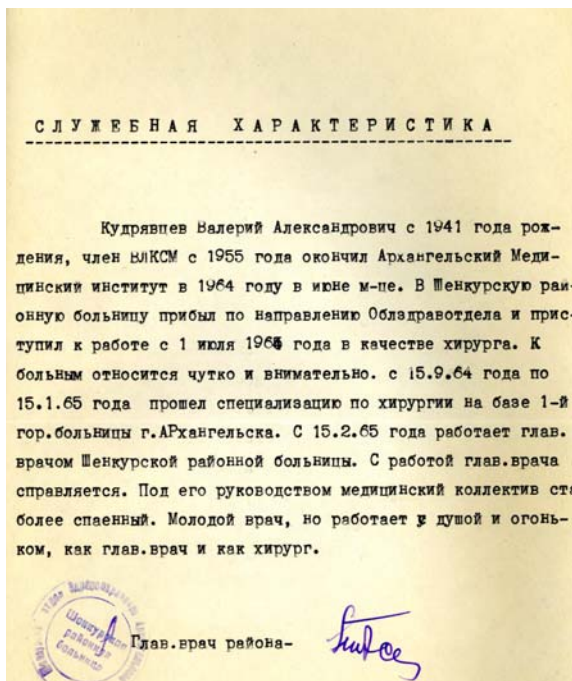 СЛУЖЕБНАЯ ХАРАКТЕРИСТИКА
Кудрявцев Валерий Александрович с 1941 года рож-
дения, член ВЛКСМ с 1955 года окончил Архангельский Меди-
цинский институт в 1964 году в июне м-це. В Шенкурскую рай-
онную больницу прибыл по направлению Облздравотдела и прис-
тупил к работе с 1 июля 1964 года в качестве хирурга. К
больным относится чутко и внимательно. с 15.9.64 года по
15.1.65 года прошел специализацию по хирургии на базе 1-й
гор.больницы г.АРхангельска. С 15.2.65 года работает глав.
врачом Шенкурской районной больницы. С работой глав.врача
справляется. Под его руководством медицинский коллектив ста
более спаенный. Молодой врач, но работает с душой и огонь-
ком, как глав.врач и как хирург.
Шенкурская
районная
больница
Глав.врач района-